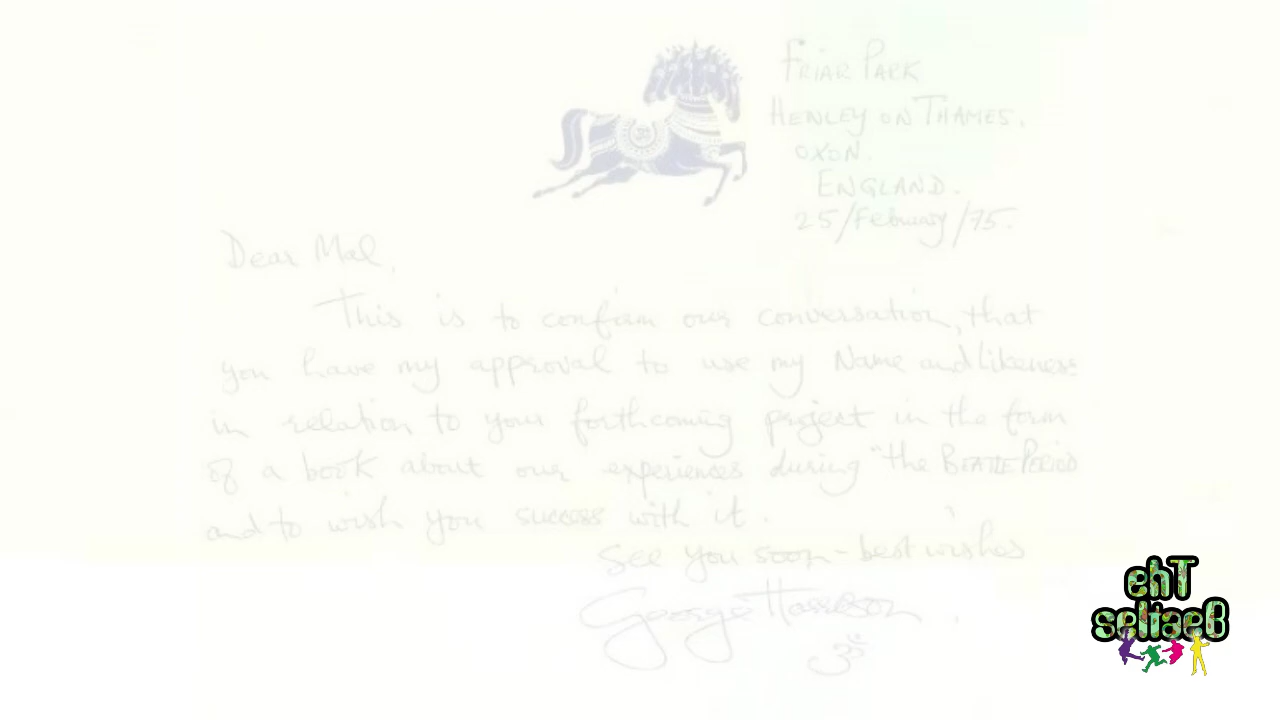 FRIAR PARK
HENLEY ON THAMES.
OXON.
ENGLAND.
25/February/75.
Dear Mal,
This is to confirm our conversation, that
you have my approval to use my Name and Likeness
in relation to your forthcoming project in the form
of a book about our experiences during "the BEATLE PERIOD
and to wish you success with it.
See you soon - best wishes
George Harrison
ॐ
ehT
seltaeB